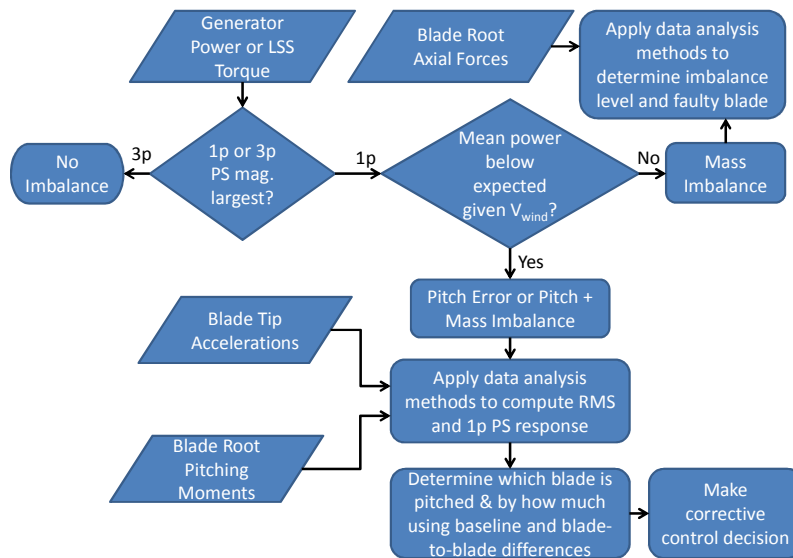 Generator
Power or LSS
Torque
Blade Root
Axial Forces
Apply data analysis
methods to
determine imbalance
level and faulty blade
No
Imbalance
3p
1p or 3p
PS mag.
largest?
1p
Mean power
below
expected
given Vwind?
No
Mass
Imbalance
Yes
Pitch Error or Pitch +
Mass Imbalance
Blade Tip
Accelerations
Apply data analysis
methods to compute RMS
and 1p PS response
Blade Root
Pitching
Moments
Determine which blade is
pitched & by how much
using baseline and blade-
to-blade differences
Make
corrective
control decision